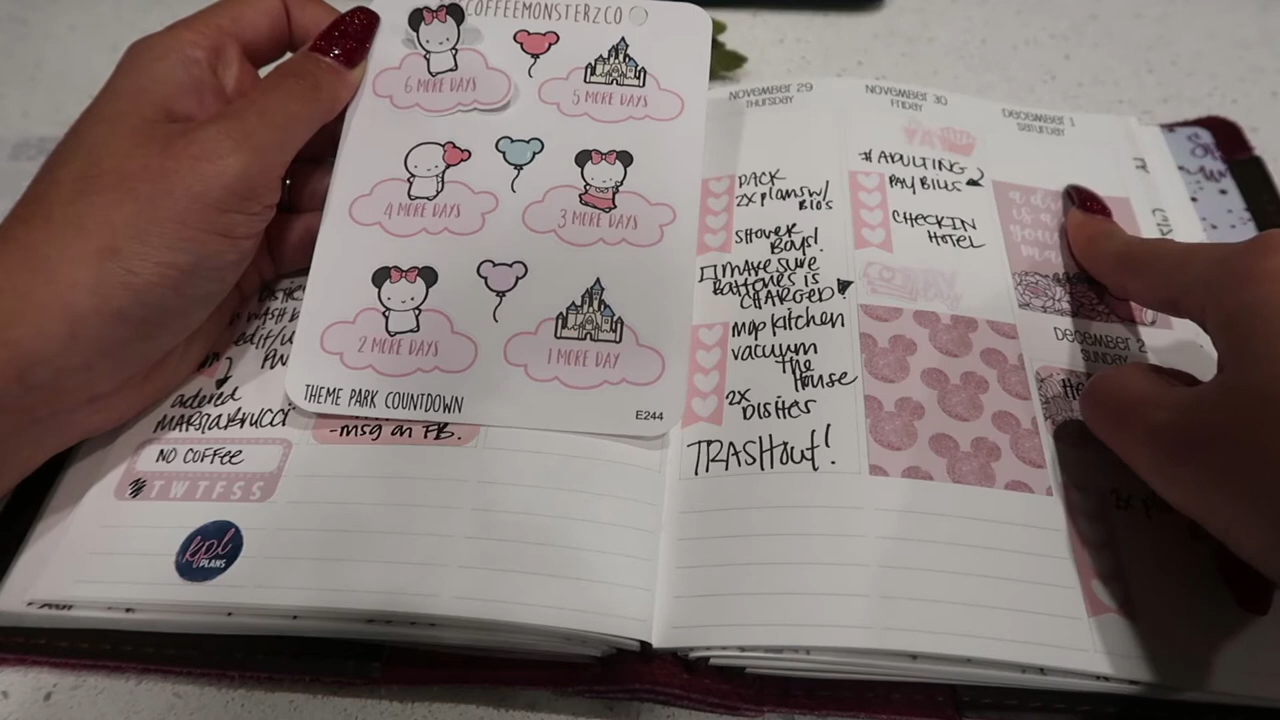 COFFEEMONSTERZCO
6 MORE DAYS
5 MORE DAYS
4 MORE DAYS
3 MORE DAYS
2 MORE DAYS
1 MORE DAY
THEME PARK COUNTDOWN
E244
adered
MARGIABRUCCI
-msg on FB.
NO COFFEE
TWTFSS
kpl
PLANS
NOVEMBER 29
THURSDAY
PACK
2X plans w/
BIO's
SHOWER
Boys!
make sure
Batteries is
CHARGED!
mop kitchen
vacuum
The
House
2X
DISHES
TRASHout!
NOVEMBER 30
FRIDAY
#ADULTING
PAY BILLS
CHECKIN
HOTEL
DECEMBER 1
SATURDAY
DECEMBER 2
SUNDAY